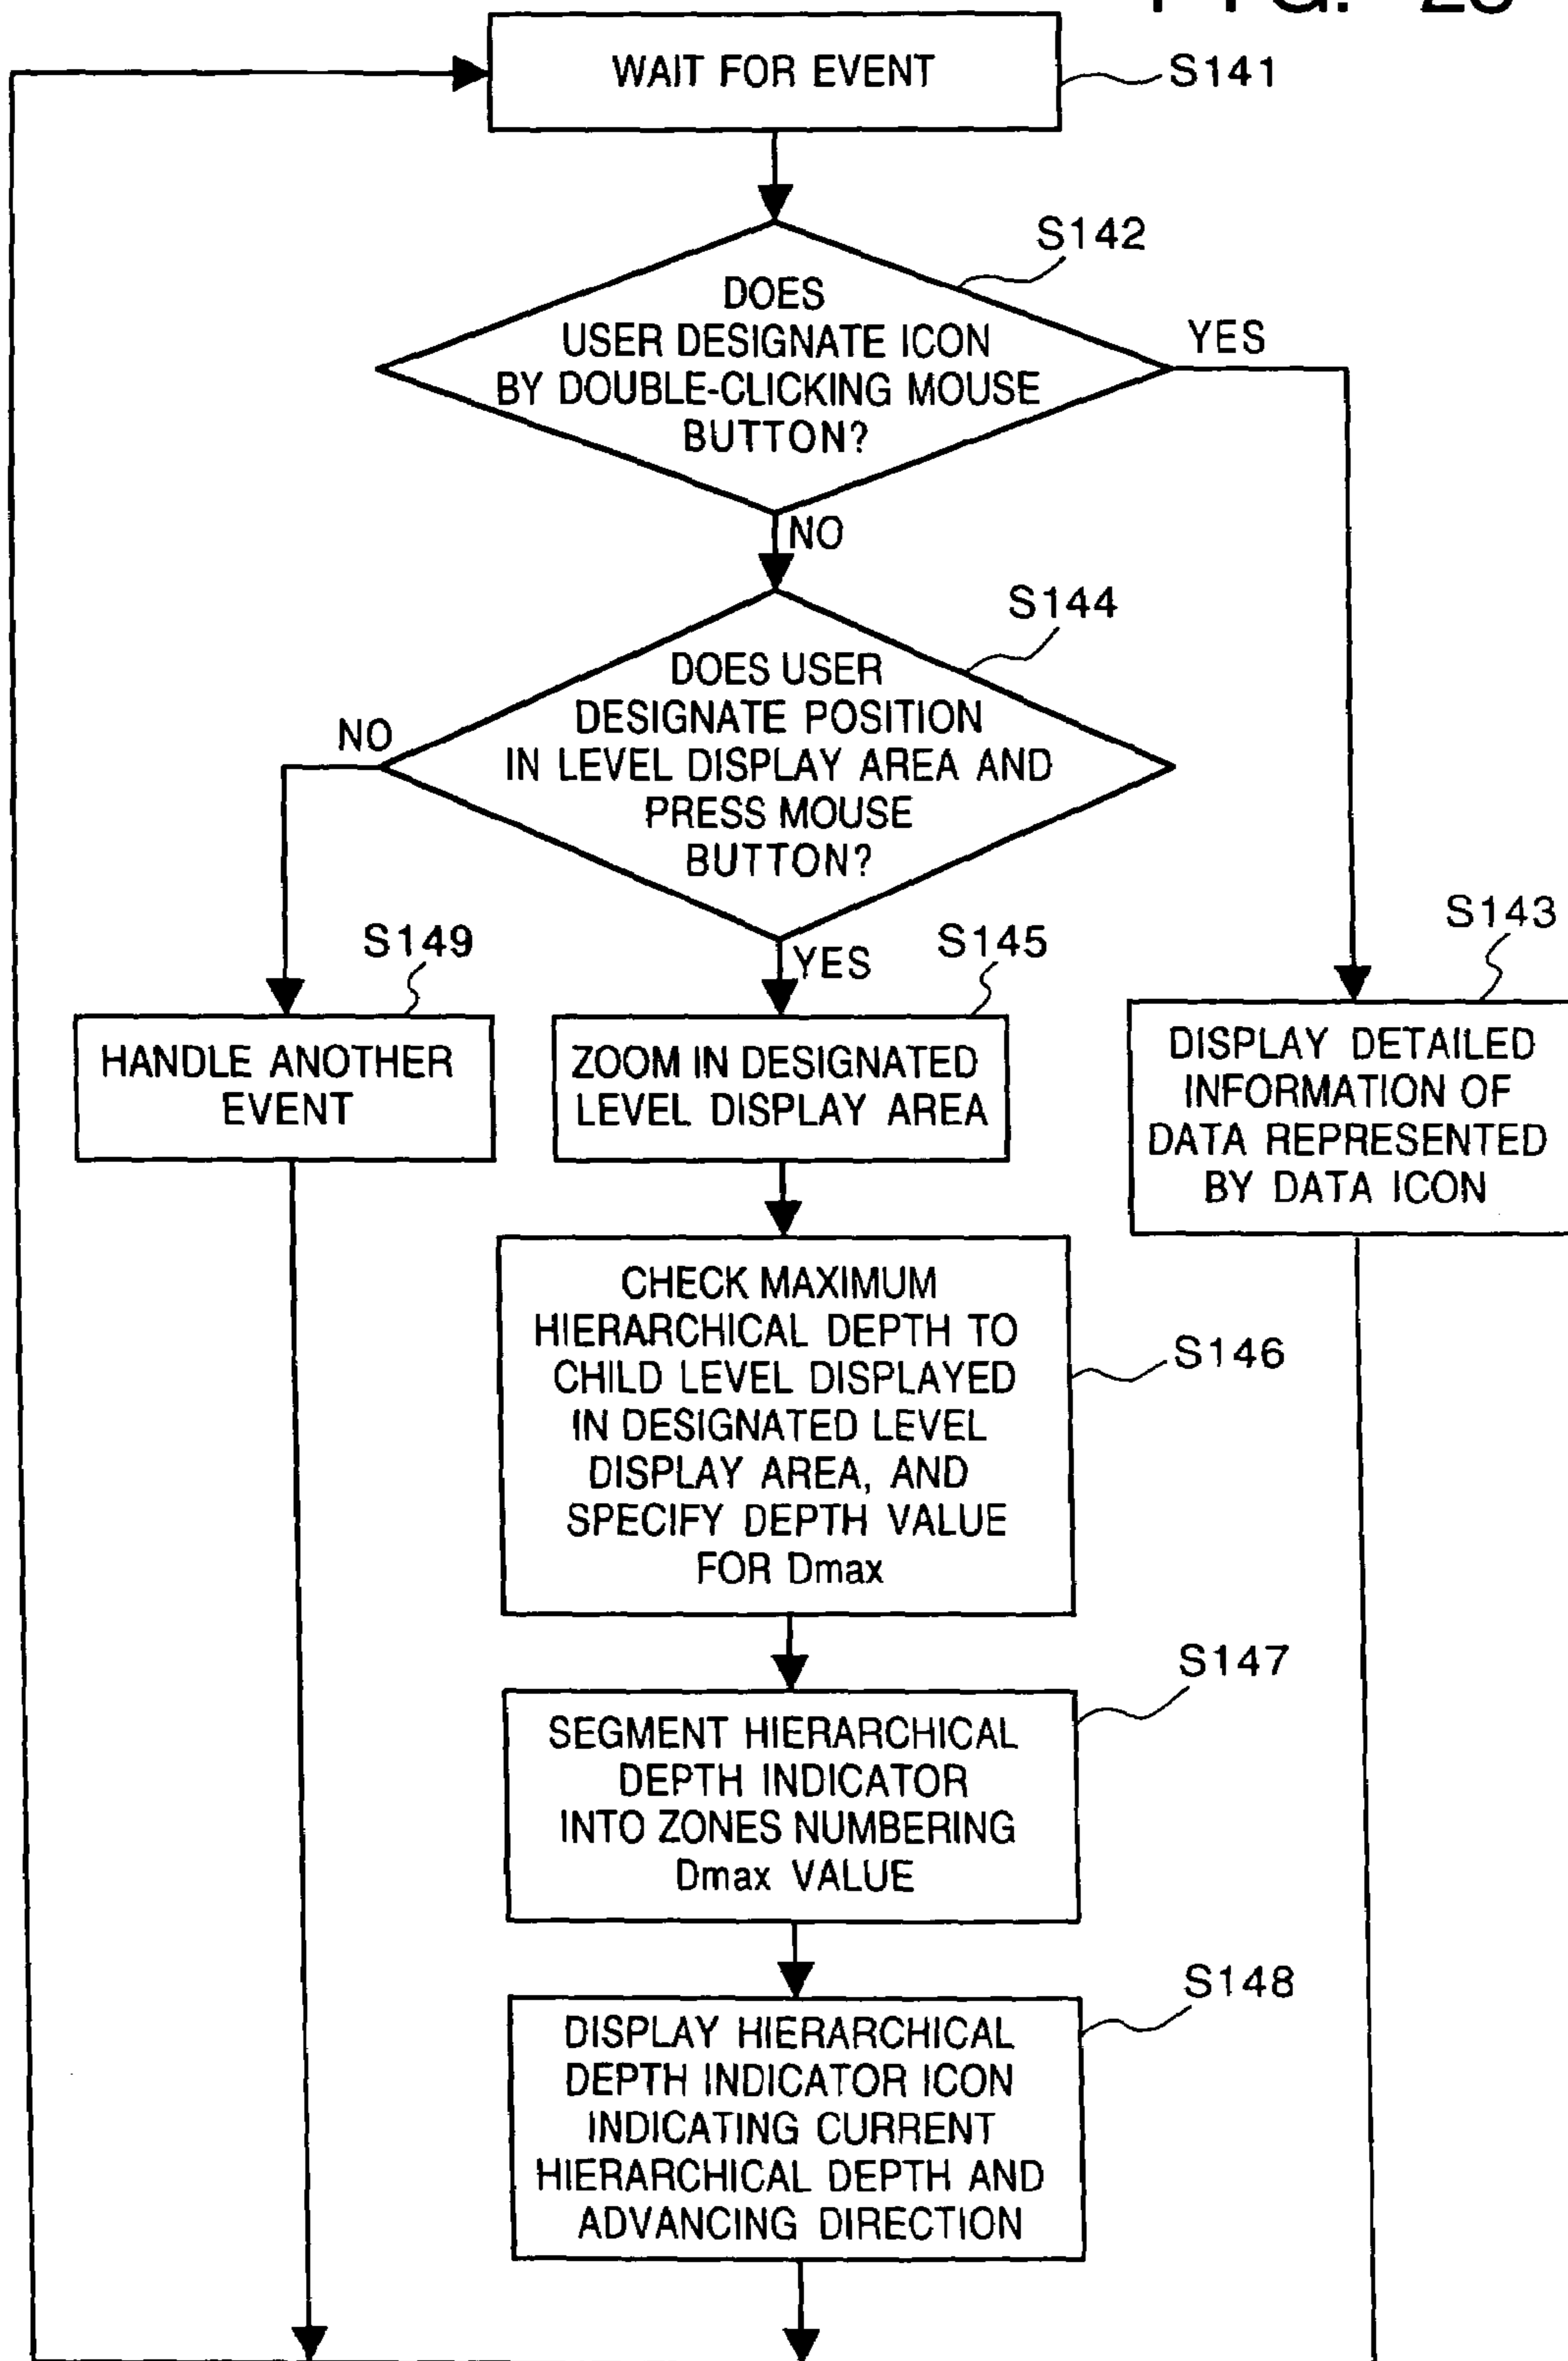 WAIT FOR EVENT
S141
S142
DOES
USER DESIGNATE ICON
BY DOUBLE-CLICKING MOUSE
BUTTON?
YES
NO
S144
DOES USER
DESIGNATE POSITION
IN LEVEL DISPLAY AREA AND
PRESS MOUSE
BUTTON?
NO
YES
S149
HANDLE ANOTHER
EVENT
S145
ZOOM IN DESIGNATED
LEVEL DISPLAY AREA
S143
DISPLAY DETAILED
INFORMATION OF
DATA REPRESENTED
BY DATA ICON
CHECK MAXIMUM
HIERARCHICAL DEPTH TO
CHILD LEVEL DISPLAYED
IN DESIGNATED LEVEL
DISPLAY AREA, AND
SPECIFY DEPTH VALUE
FOR Dmax
S146
S147
SEGMENT HIERARCHICAL
DEPTH INDICATOR
INTO ZONES NUMBERING
Dmax VALUE
S148
DISPLAY HIERARCHICAL
DEPTH INDICATOR ICON
INDICATING CURRENT
HIERARCHICAL DEPTH AND
ADVANCING DIRECTION